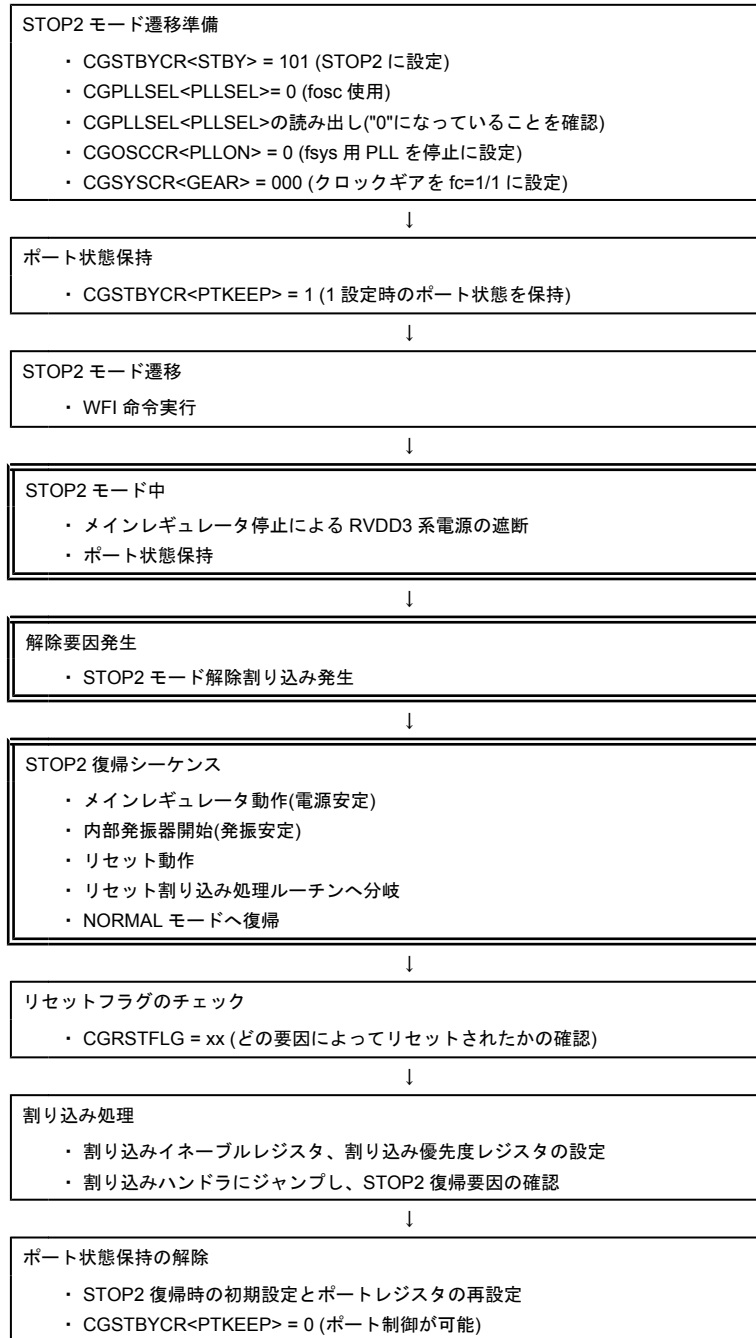 STOP2 モード遷移準備
・ CGSTBYCR<STBY> = 101 (STOP2 に設定)
・ CGPLLSEL<PLLSEL>= 0 (fosc 使用)
・ CGPLLSEL<PLLSEL>の読み出し("0"になっていることを確認)
・ CGOSCCR<PLLON> = 0 (fsys 用 PLL を停止に設定)
・ CGSYSCR<GEAR> = 000 (クロックギアを fc=1/1 に設定)
↓
ポート状態保持
・ CGSTBYCR<PTKEEP> = 1 (1 設定時のポート状態を保持)
↓
STOP2 モード遷移
・ WFI 命令実行
↓
STOP2 モード中
・ メインレギュレータ停止による RVDD3 系電源の遮断
・ ポート状態保持
↓
解除要因発生
・ STOP2 モード解除割り込み発生
↓
STOP2 復帰シーケンス
・ メインレギュレータ動作(電源安定)
・ 内部発振器開始(発振安定)
・ リセット動作
・ リセット割り込み処理ルーチンへ分岐
・ NORMAL モードへ復帰
↓
リセットフラグのチェック
・ CGRSTFLG = xx (どの要因によってリセットされたかの確認)
↓
割り込み処理
・ 割り込みイネーブルレジスタ、割り込み優先度レジスタの設定
・ 割り込みハンドラにジャンプし、STOP2 復帰要因の確認
↓
ポート状態保持の解除
・ STOP2 復帰時の初期設定とポートレジスタの再設定
・ CGSTBYCR<PTKEEP> = 0 (ポート制御が可能)